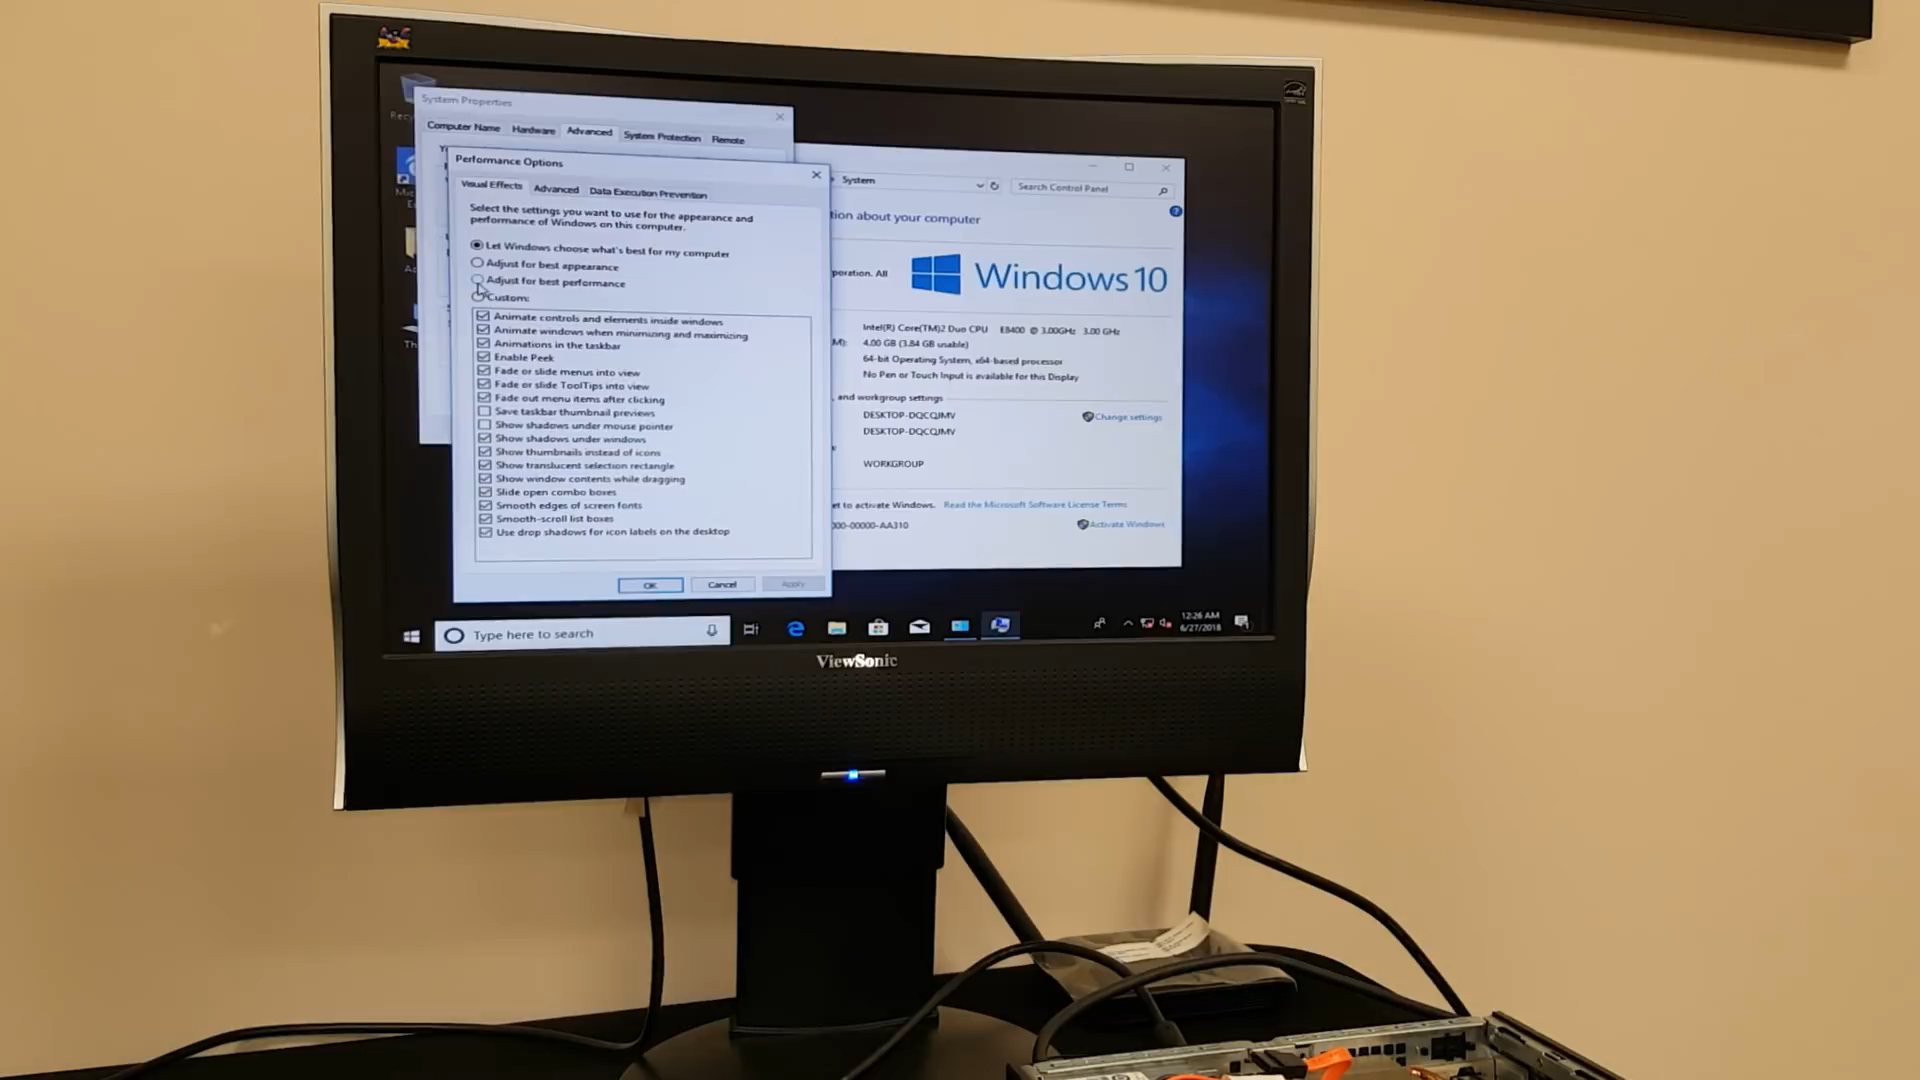 System Properties
Computer Name Hardware Advanced System Protection Remote
Performance Options
Visual Effects Advanced Data Execution Prevention
Select the settings you want to use for the appearance and
performance of Windows on this computer.
Let Windows choose what's best for my computer
Adjust for best appearance
Adjust for best performance
Custom:
Animate controls and elements inside windows
Animate windows when minimizing and maximizing
Animations in the taskbar
Enable Peek
Fade or slide menus into view
Fade or slide ToolTips into view
Fade out menu items after clicking
Save taskbar thumbnail previews
Show shadows under mouse pointer
Show shadows under windows
Show thumbnails instead of icons
Show translucent selection rectangle
Show window contents while dragging
Slide open combo boxes
Smooth edges of screen fonts
Smooth-scroll list boxes
Use drop shadows for icon labels on the desktop
OK Cancel Apply
System
Search Control Panel
tion about your computer
poration. All
Windows 10
Intel(R) Core(TM)2 Duo CPU E8400 @ 3.00GHz 3.00 GHz
M): 4.00 GB (3.84 GB usable)
64-bit Operating System, x64-based processor
No Pen or Touch Input is available for this Display
, and workgroup settings
DESKTOP-DQCQJMV
Change settings
DESKTOP-DQCQJMV
WORKGROUP
et to activate Windows. Read the Microsoft Software License Terms
000-00000-AA310
Activate Windows
Type here to search
12:26 AM
6/27/2018
ViewSonic